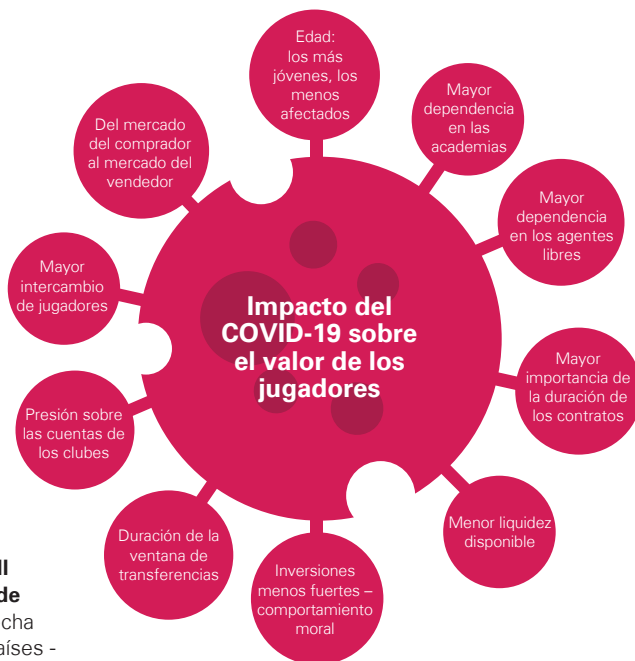 Edad:
los más
jóvenes, los
menos
afectados
Mayor
dependencia
en las
academias
Mayor
dependencia
en los agentes
libres
Mayor
importancia de
la duración de
los contratos
Menor liquidez
disponible
Inversiones
menos fuertes –
comportamiento
moral
Duración de la
ventana de
transferencias
Presión sobre
las cuentas de
los clubes
Mayor
intercambio
de jugadores
Del mercado
del comprador
al mercado del
vendedor
Impacto del
COVID-19 sobre
el valor de los
jugadores
ll
de
cha
aíses -